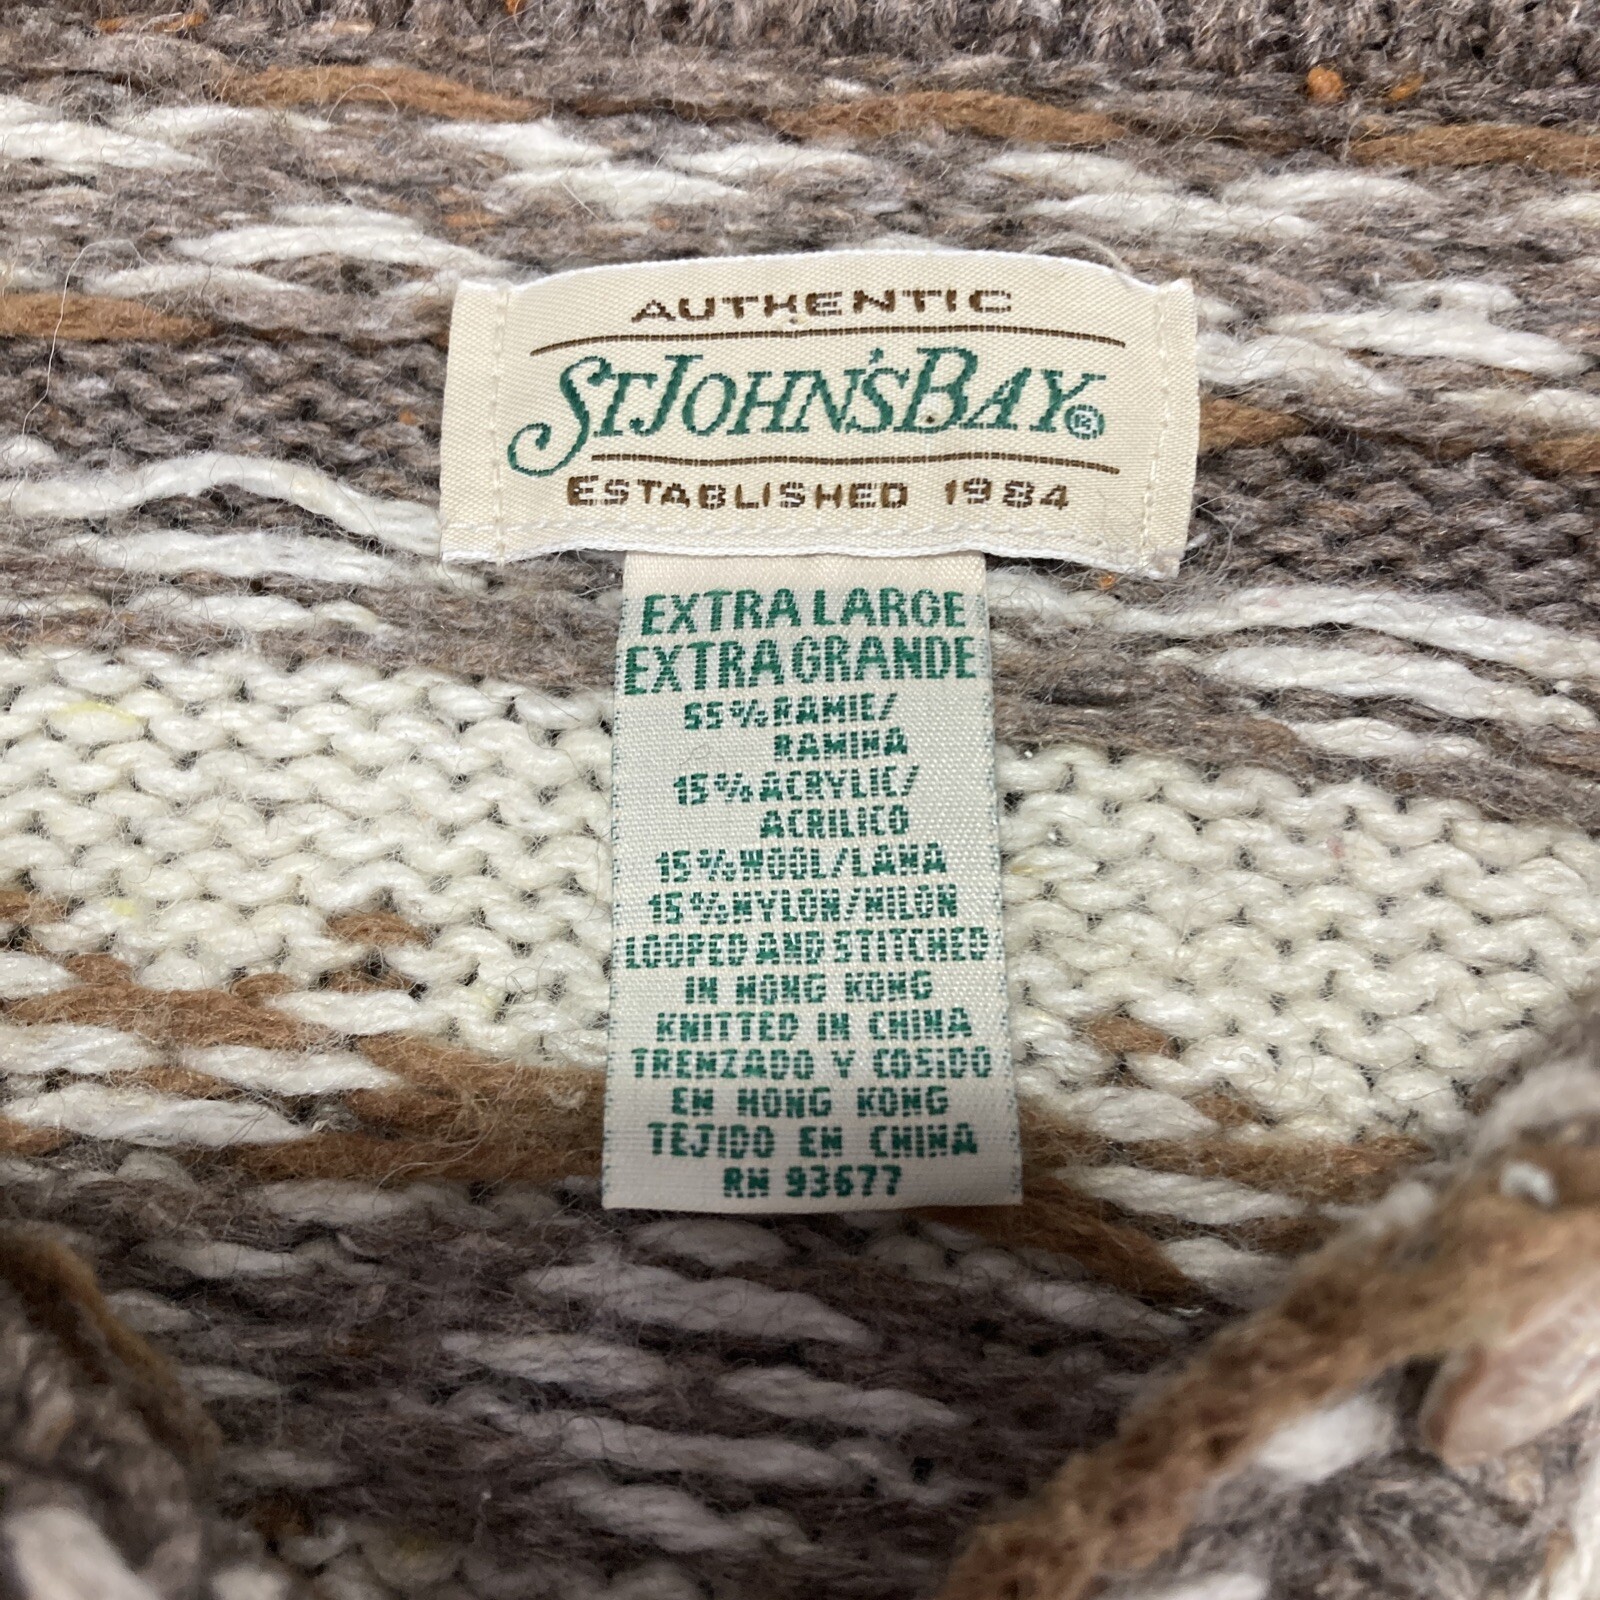 AUTHENTIC
ST JOHN'S BAY®
ESTABLISHED 1984
EXTRA LARGE
EXTRA GRANDE
55% RAMIE/
RAMINA
15% ACRYLIC/
ACRILICO
15% WOOL/LANA
15% NYLON/NILON
LOOPED AND STITCHED
IN HONG KONG
KNITTED IN CHINA
TRENZADO Y COSIDO
EN HONG KONG
TEJIDO EN CHINA
RN 93677